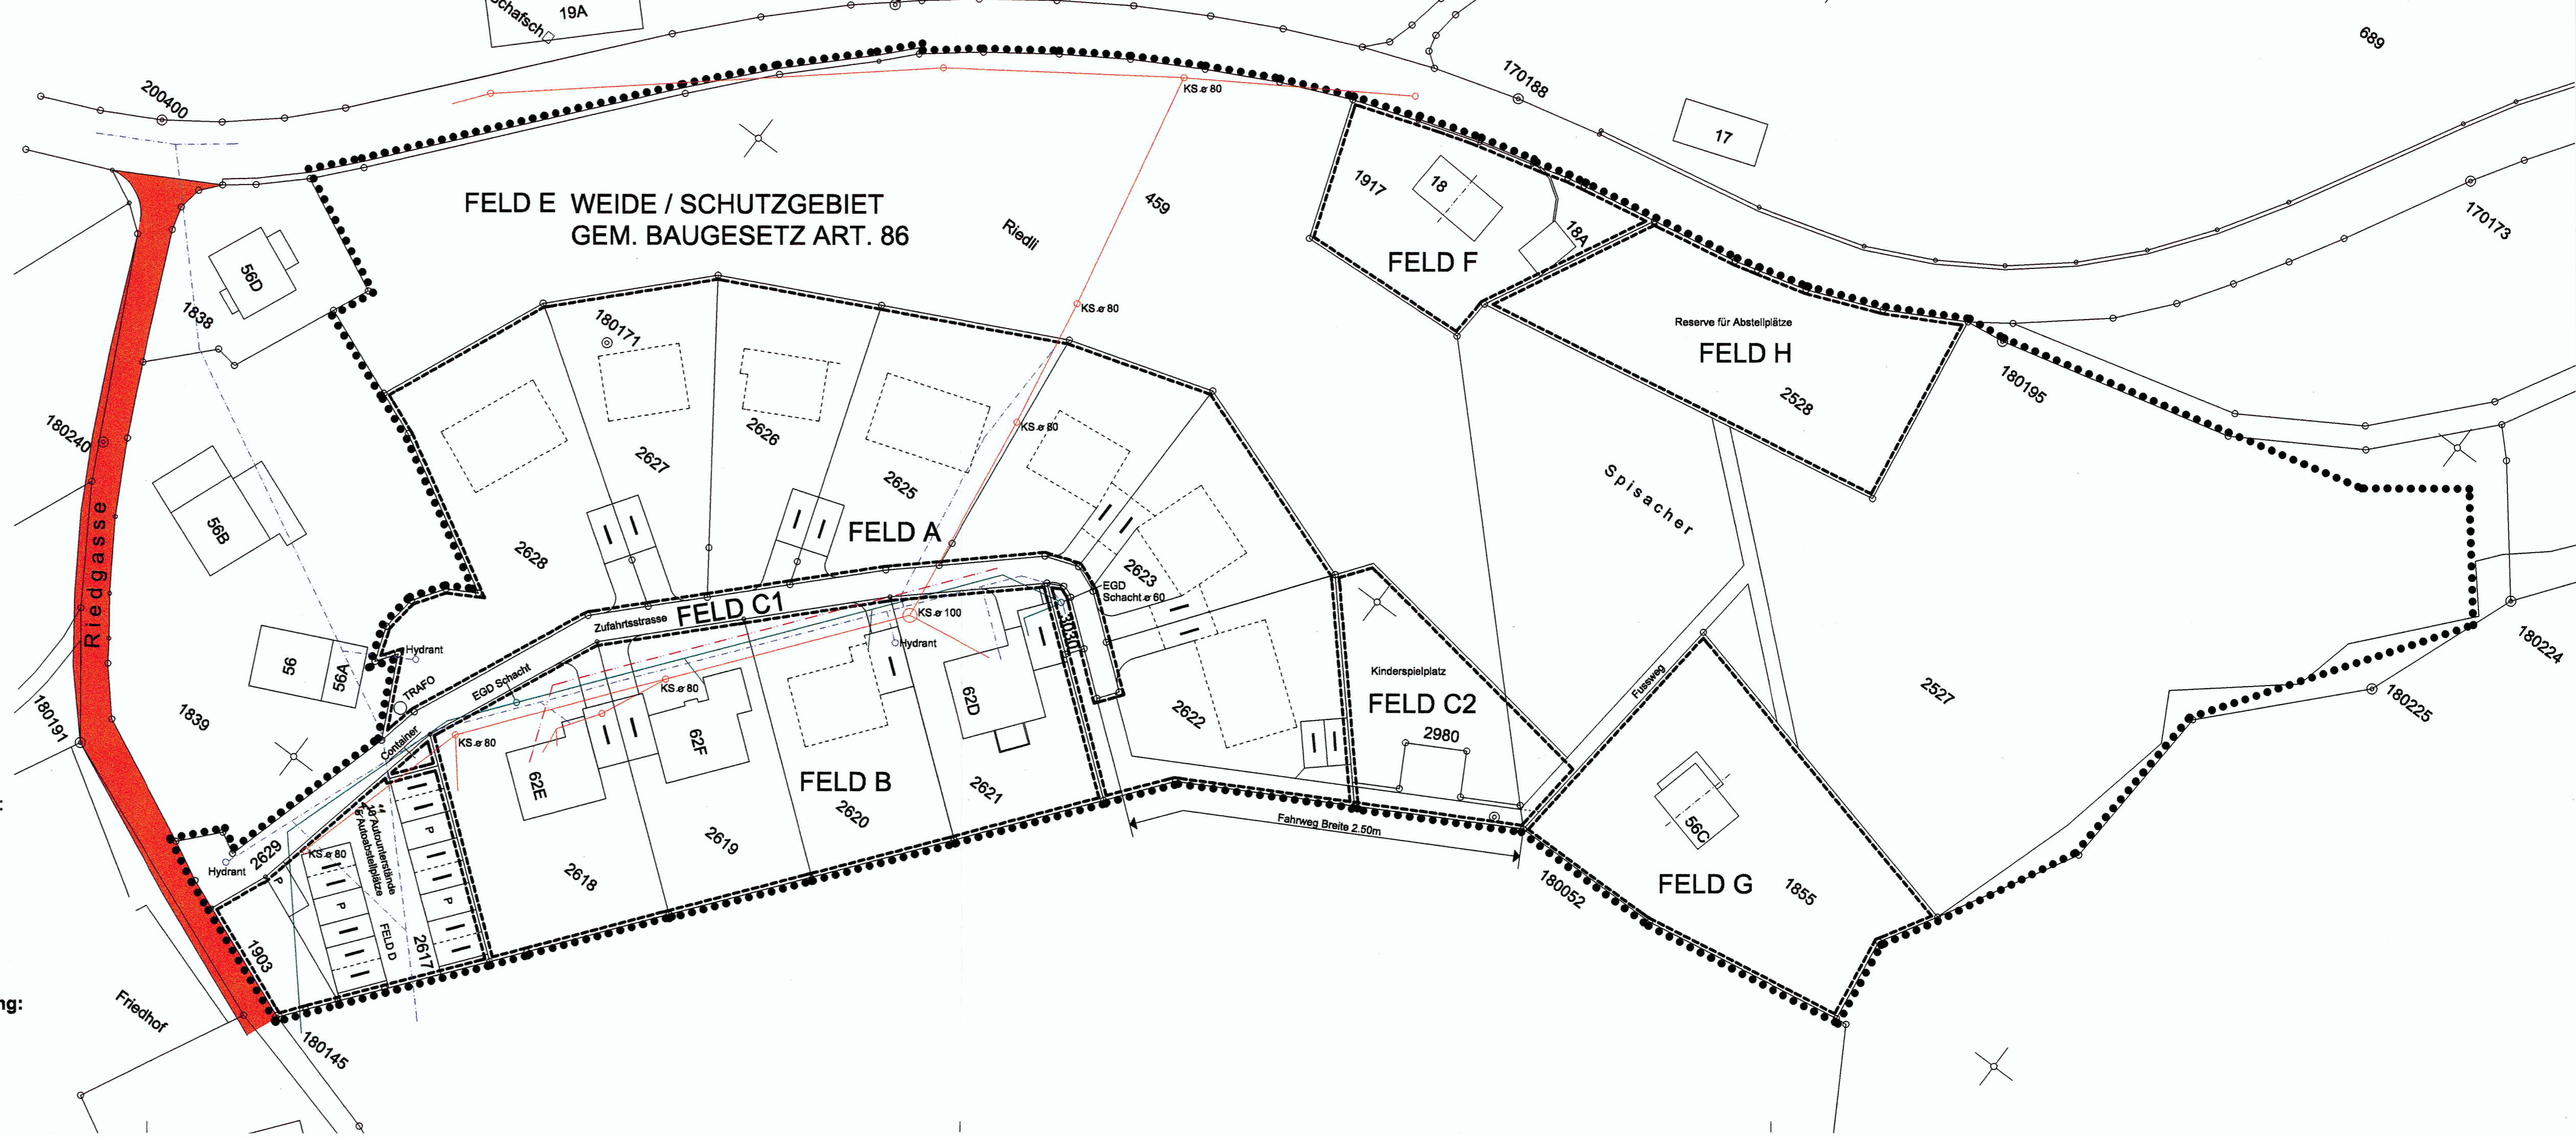 19A
689
170188
200400
KS ø 80
17
1917
18
459
FELD E WEIDE / SCHUTZGEBIET
GEM. BAUGESETZ ART. 86
170173
Riedli
18A
56D
FELD F
1838
KS ø 80
180171
Reserve für Abstellplätze
FELD H
180195
2528
KS ø 80
2626
180240
2627
2625
Spisacher
Riedgasse
56B
FELD A
2628
2623
EGD
Schacht ø 60
FELD C1
Zufahrtsstrasse
KS ø 100
3030
Hydrant
Hydrant
180224
56
56A
Kinderspielplatz
FELD C2
Fussweg
TRAFO
EGD Schacht
KS ø 80
62D
2527
180225
180191
1839
2622
2980
Container
KS ø 80
62F
62E
FELD B
2620
2621
2619
Fahrweg Breite 2.50m
56C
10 Autounterstände
Autoabstellplätze
P
P
P
P
P
KS ø 80
2629
Hydrant
2618
FELD G
1855
180052
FELD D
2617
1903
Friedhof
ng:
180145